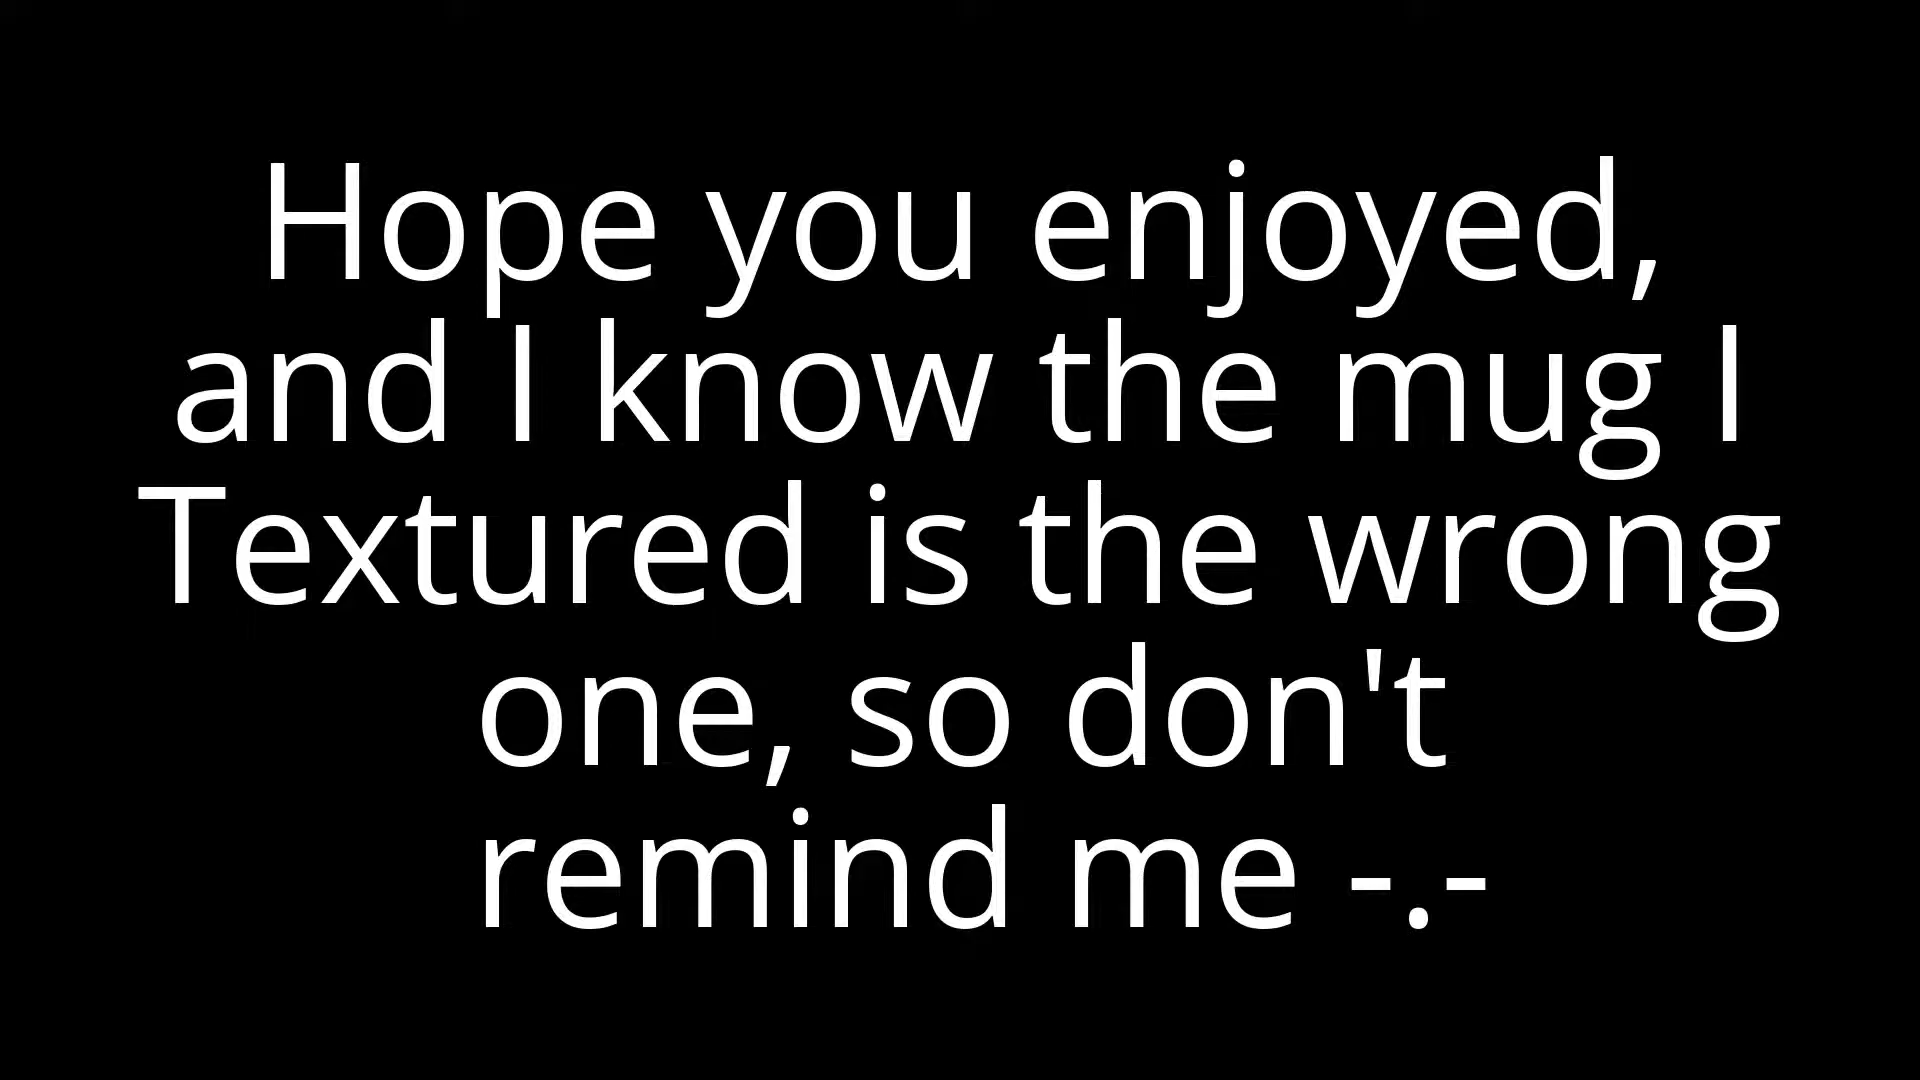 Hope you enjoyed,
and I know the mug I
Textured is the wrong
one, so don't
remind me -.-